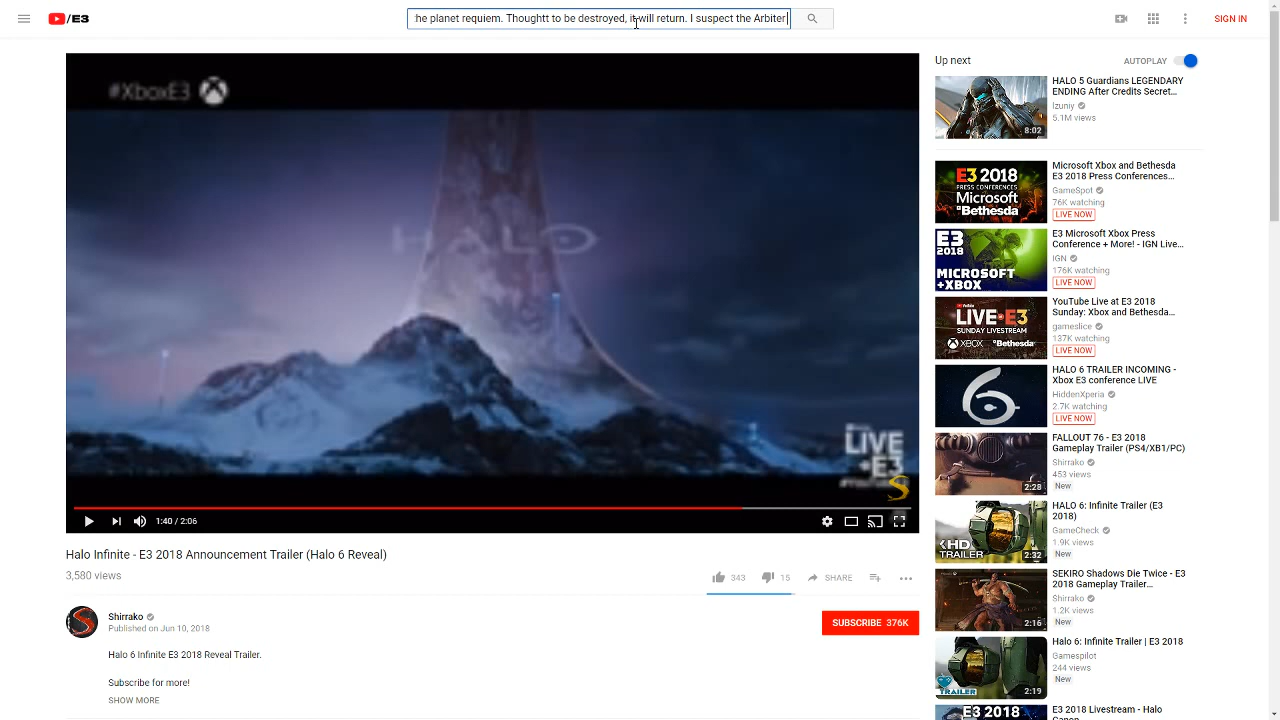 /E3
he planet requiem. Thoughtt to be destroyed, it will return. I suspect the Arbiter
SIGN IN
#XboxE3
LIVE
1:40 / 2:06
Halo Infinite - E3 2018 Announcement Trailer (Halo 6 Reveal)
3,580 views
343
15
SHARE
Shirrako
Published on Jun 10, 2018
SUBSCRIBE 376K
Halo 6 Infinite E3 2018 Reveal Trailer.
Subscribe for more!
SHOW MORE
Up next
AUTOPLAY
8:02
HALO 5 Guardians LEGENDARY
ENDING After Credits Secret...
Izuniy
5.1M views
E3 2018
PRESS CONFERENCES
Microsoft
Bethesda
Microsoft Xbox and Bethesda
E3 2018 Press Conferences...
GameSpot
76K watching
LIVE NOW
E3
2018
MICROSOFT
+XBOX
E3 Microsoft Xbox Press
Conference + More! - IGN Live...
IGN
176K watching
LIVE NOW
LIVE E3
SUNDAY LIVESTREAM
XBOX
Bethesda
YouTube Live at E3 2018
Sunday: Xbox and Bethesda...
gameslice
137K watching
LIVE NOW
6
HALO 6 TRAILER INCOMING -
Xbox E3 conference LIVE
HiddenXperia
2.7K watching
LIVE NOW
2:28
FALLOUT 76 - E3 2018
Gameplay Trailer (PS4/XB1/PC)
Shirrako
453 views
New
HD
TRAILER
2:32
HALO 6: Infinite Trailer (E3
2018)
GameCheck
1.9K views
New
2:16
SEKIRO Shadows Die Twice - E3
2018 Gameplay Trailer...
Shirrako
1.2K views
New
TRAILER
2:19
Halo 6: Infinite Trailer | E3 2018
Gamespilot
244 views
New
E3 2018
E3 2018 Livestream - Halo